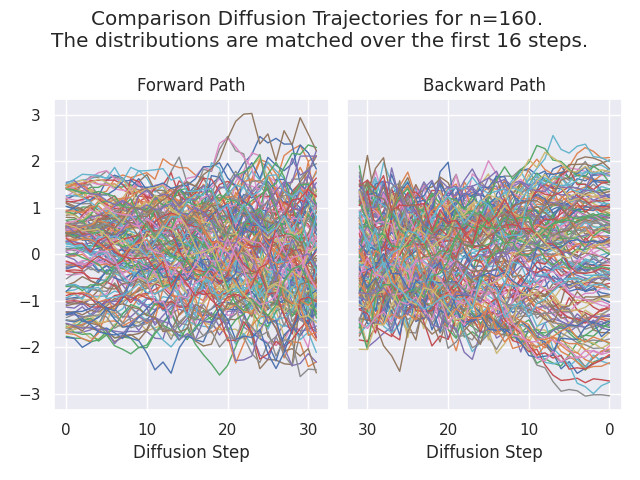 Comparison Diffusion Trajectories for n=160.
The distributions are matched over the first 16 steps.
Forward Path
Backward Path
3
2
1
0
−1
−2
−3
0 10 20 30
30 20 10 0
Diffusion Step
Diffusion Step